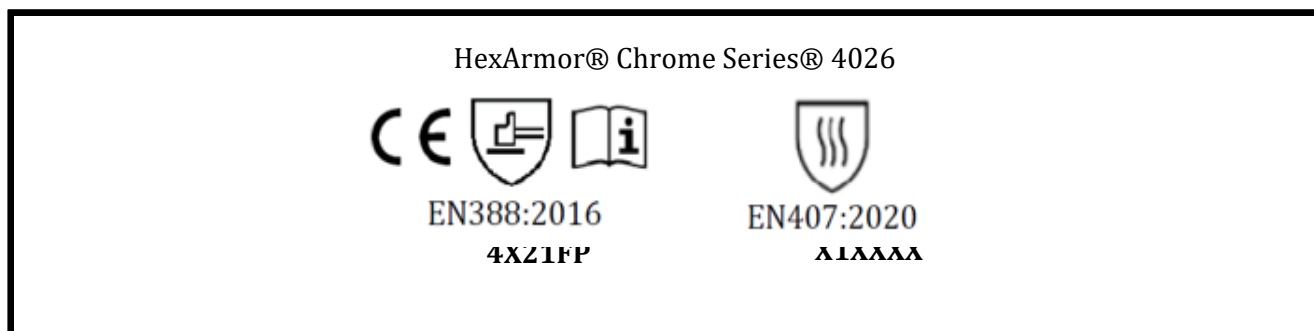 HexArmor® Chrome Series® 4026
CE i
EN388:2016 EN407:2020
4X21FP X1XXXX